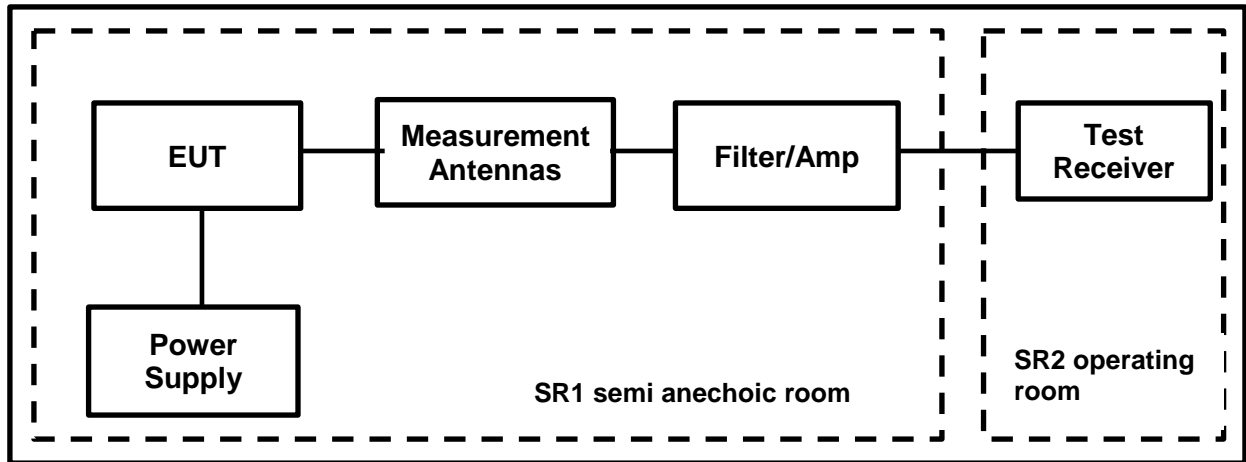 EUT
Measurement
Antennas
Filter/Amp
Test
Receiver
Power
Supply
SR1 semi anechoic room
SR2 operating
room